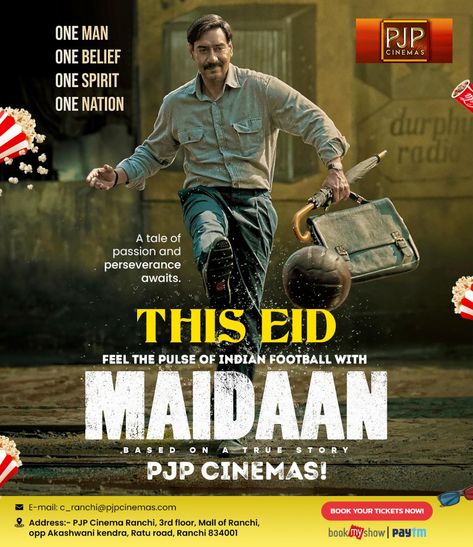 ONE MAN
ONE BELIEF
ONE SPIRIT
ONE NATION
PJP
CINEMAS
A tale of
passion and
perseverance
awaits.
THIS EID
FEEL THE PULSE OF INDIAN FOOTBALL WITH
MAIDAAN
BASED ON A TRUE STORY
PJP CINEMAS!
E-mail: c_ranchi@pjpcinemas.com
Address:- PJP Cinema Ranchi, 3rd floor, Mall of Ranchi,
opp Akashwani kendra, Ratu road, Ranchi 834001
BOOK YOUR TICKETS NOW!
bookmyshow | paytm